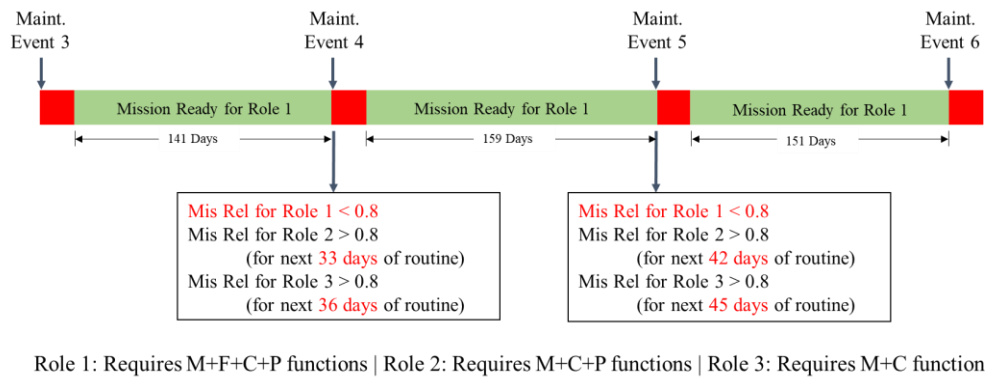 Maint.
Event 3
Maint.
Event 4
Maint.
Event 5
Maint.
Event 6
Mission Ready for Role 1
Mission Ready for Role 1
Mission Ready for Role 1
141 Days
159 Days
151 Days
Mis Rel for Role 1 < 0.8
Mis Rel for Role 2 > 0.8
(for next 33 days of routine)
Mis Rel for Role 3 > 0.8
(for next 36 days of routine)
Mis Rel for Role 1 < 0.8
Mis Rel for Role 2 > 0.8
(for next 42 days of routine)
Mis Rel for Role 3 > 0.8
(for next 45 days of routine)
Role 1: Requires M+F+C+P functions | Role 2: Requires M+C+P functions | Role 3: Requires M+C function